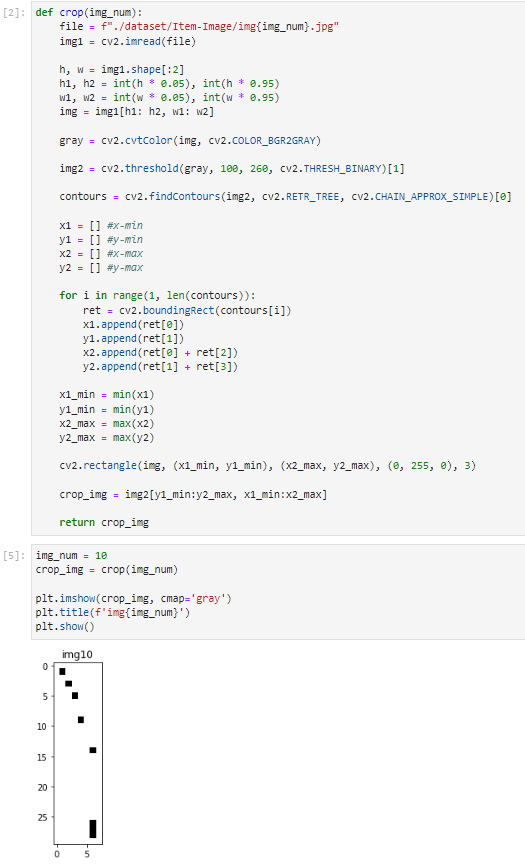 [2]: def crop(img_num):
    file = f"./dataset/Item-Image/img{img_num}.jpg"
    img1 = cv2.imread(file)

    h, w = img1.shape[:2]
    h1, h2 = int(h * 0.05), int(h * 0.95)
    w1, w2 = int(w * 0.05), int(w * 0.95)
    img = img1[h1: h2, w1: w2]

    gray = cv2.cvtColor(img, cv2.COLOR_BGR2GRAY)

    img2 = cv2.threshold(gray, 100, 260, cv2.THRESH_BINARY)[1]

    contours = cv2.findContours(img2, cv2.RETR_TREE, cv2.CHAIN_APPROX_SIMPLE)[0]

    x1 = [] #x-min
    y1 = [] #y-min
    x2 = [] #x-max
    y2 = [] #y-max

    for i in range(1, len(contours)):
        ret = cv2.boundingRect(contours[i])
        x1.append(ret[0])
        y1.append(ret[1])
        x2.append(ret[0] + ret[2])
        y2.append(ret[1] + ret[3])

    x1_min = min(x1)
    y1_min = min(y1)
    x2_max = max(x2)
    y2_max = max(y2)

    cv2.rectangle(img, (x1_min, y1_min), (x2_max, y2_max), (0, 255, 0), 3)

    crop_img = img2[y1_min:y2_max, x1_min:x2_max]

    return crop_img

[5]: img_num = 10
crop_img = crop(img_num)

plt.imshow(crop_img, cmap='gray')
plt.title(f'img{img_num}')
plt.show()

img10
0
5
10
15
20
25
0 5